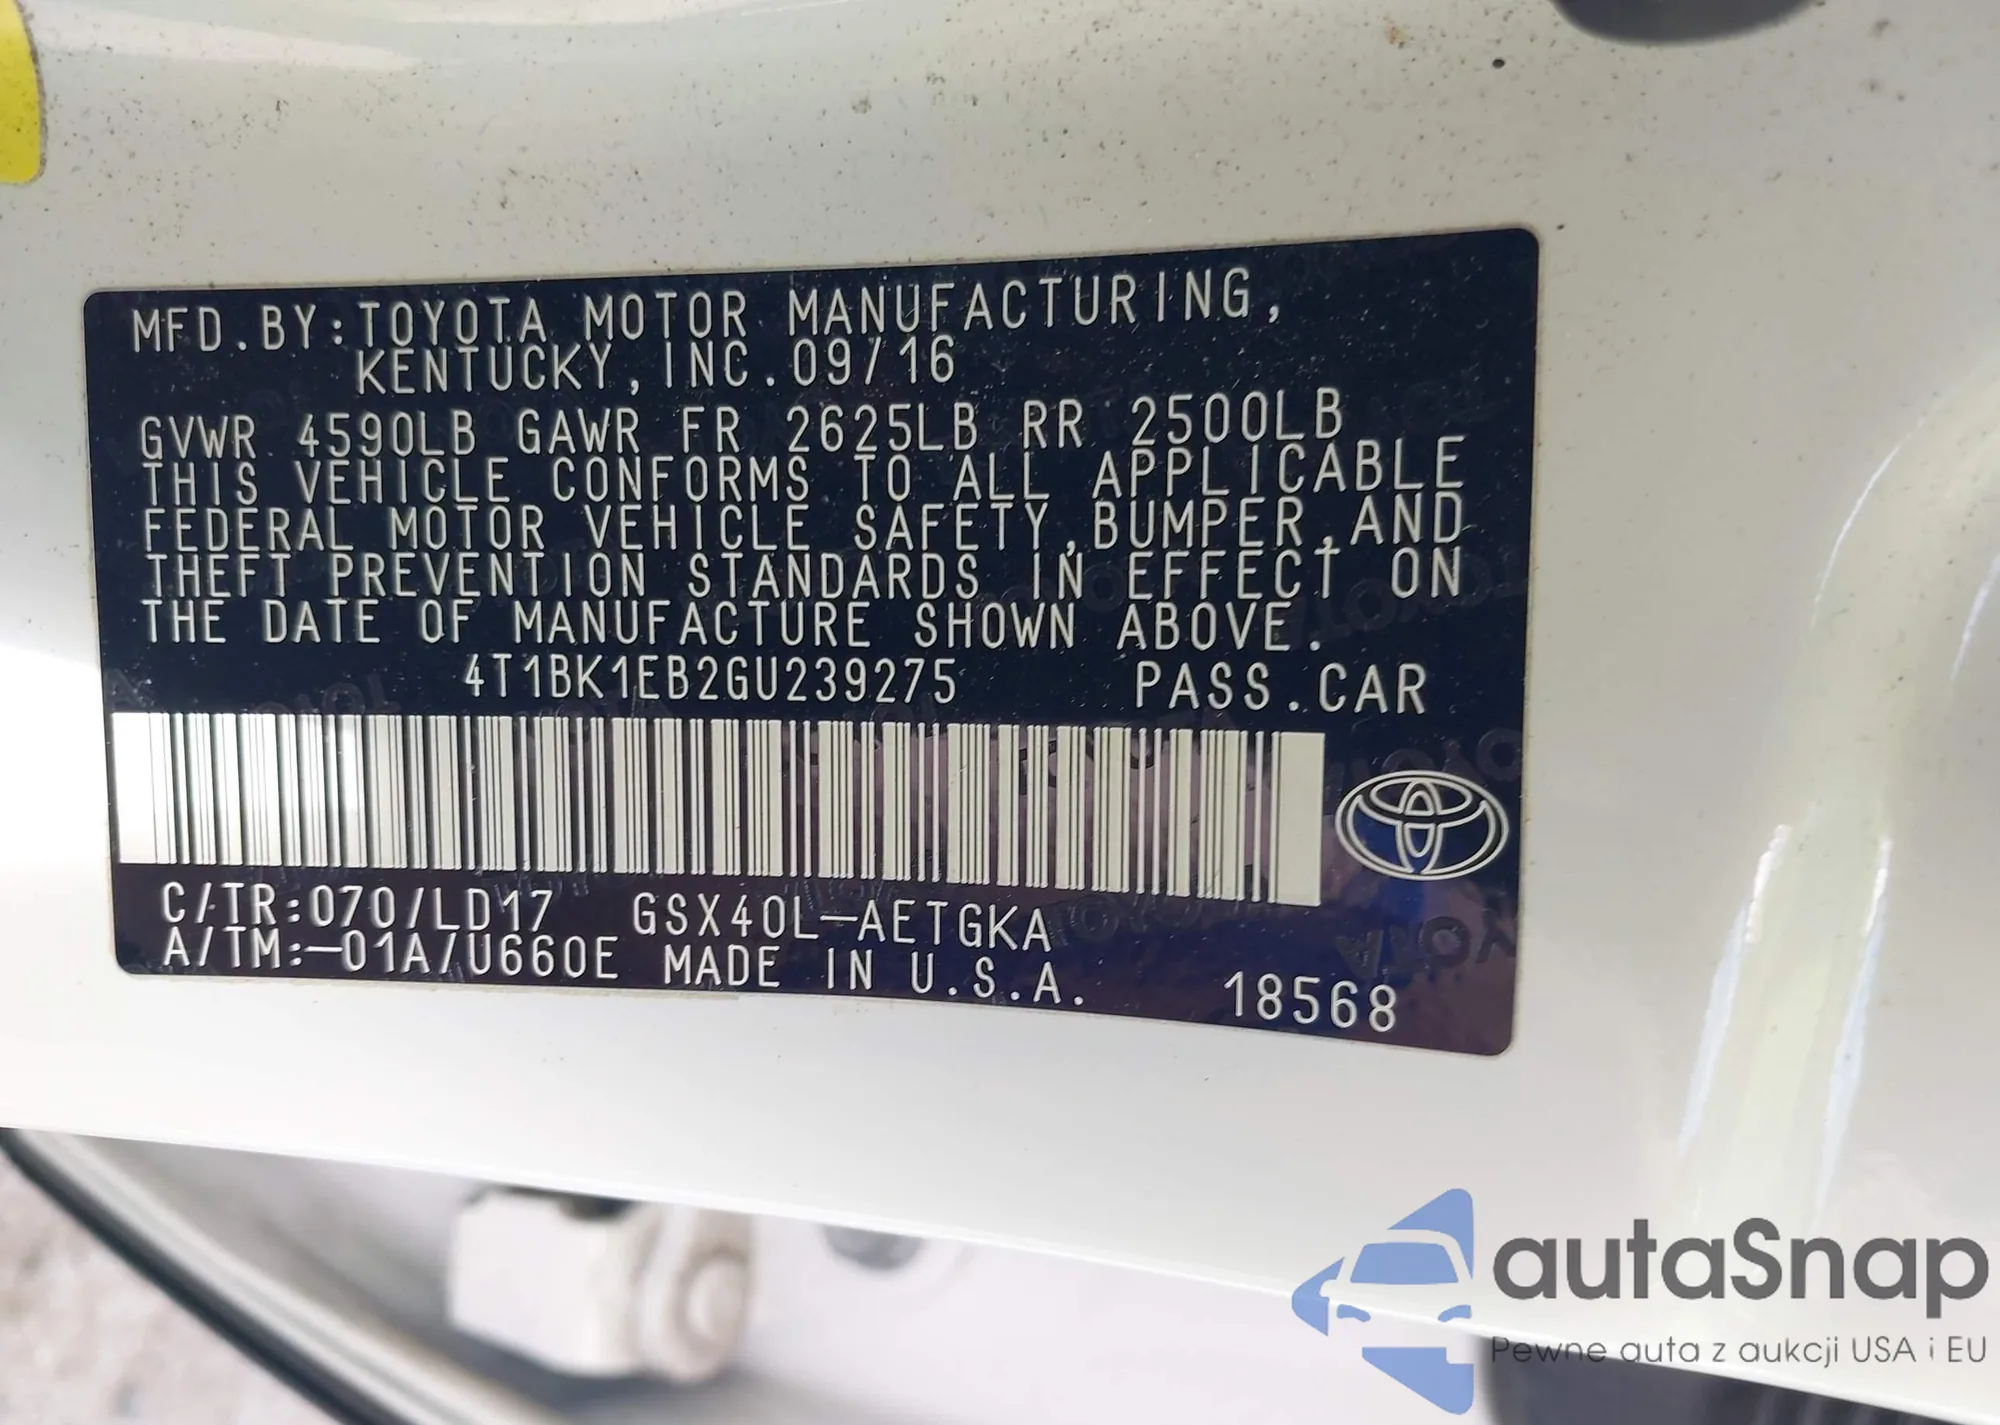 MFD.BY:TOYOTA MOTOR MANUFACTURING,
KENTUCKY,INC.09/16
GVWR 4590LB GAWR FR 2625LB RR 2500LB
THIS VEHICLE CONFORMS TO ALL APPLICABLE
FEDERAL MOTOR VEHICLE SAFETY,BUMPER,AND
THEFT PREVENTION STANDARDS IN EFFECT ON
THE DATE OF MANUFACTURE SHOWN ABOVE.
4T1BK1EB2GU239275 PASS.CAR
C/TR:070/LD17 GSX40L-AETGKA
A/TM:-01A/U660E MADE IN U.S.A.
18568
autaSnap
Pewne auta z aukcji USA i EU